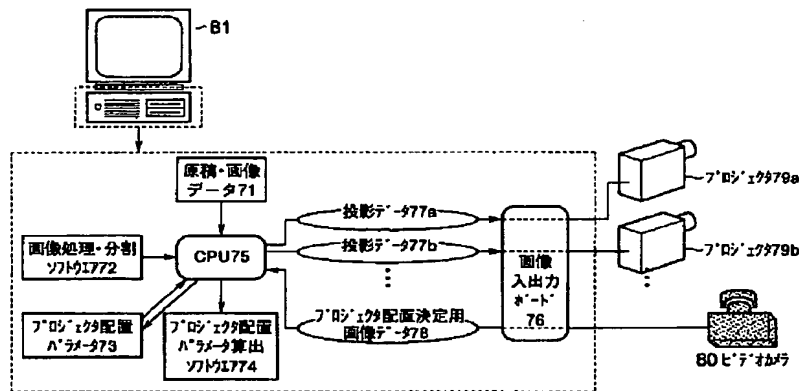 81
原稿・画像
データ71
画像処理・分割
ソフトウエア72
CPU75
プロジェクタ配置
パラメータ73
プロジェクタ配置
パラメータ算出
ソフトウエア74
投影データ77a
投影データ77b
プロジェクタ配置決定用
画像データ78
画像
入出力
ボード
76
プロジェクタ79a
プロジェクタ79b
80 ビデオカメラ